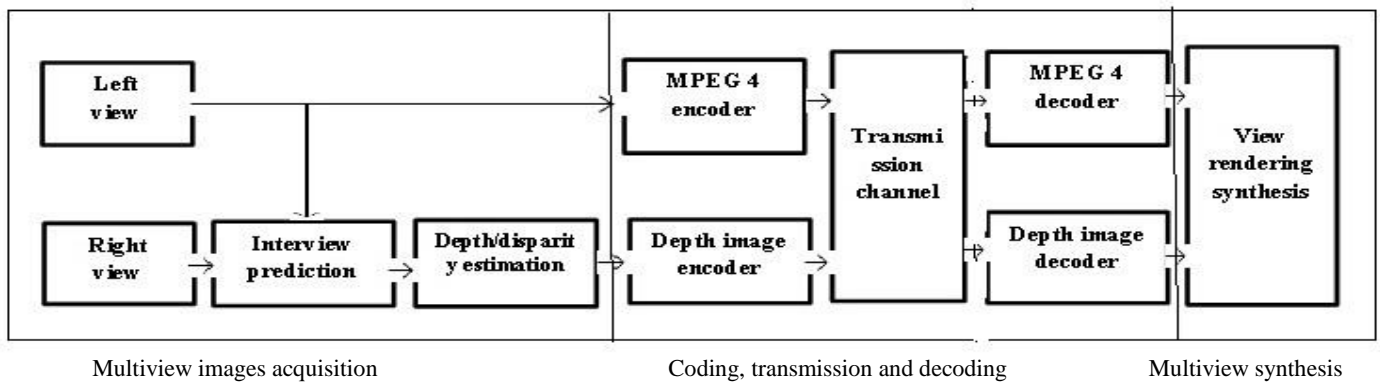 Left
view
MPEG 4
encoder
MPEG 4
decoder
Transmi
ssion
channel
View
rendering
synthesis
Right
view
Interview
prediction
Depth/disparit
y estimation
Depth image
encoder
Depth image
decoder
Multiview images acquisition
Coding, transmission and decoding
Multiview synthesis